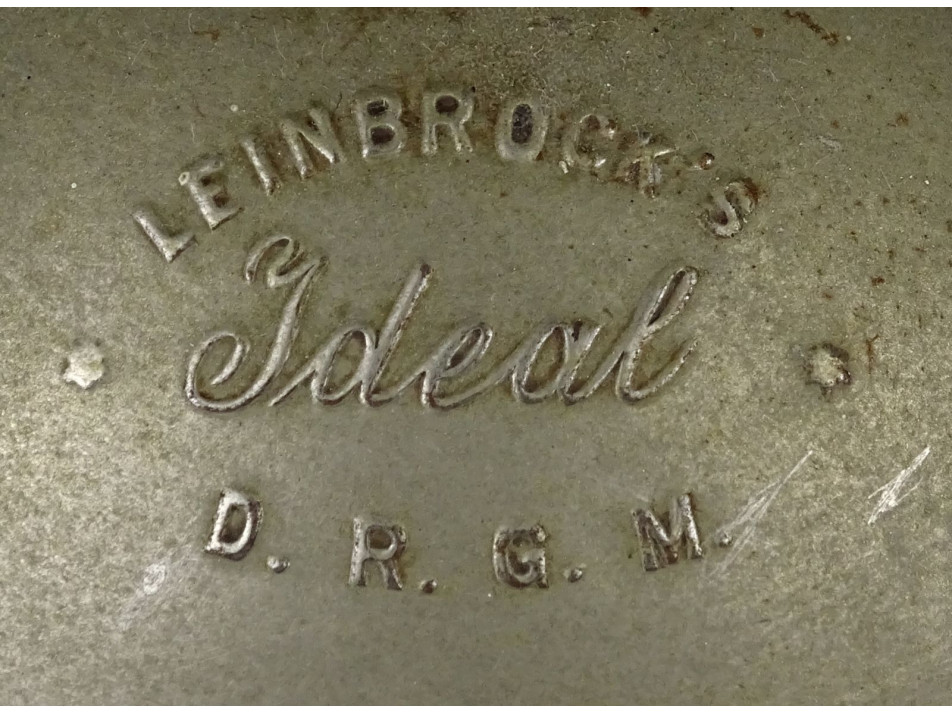 LEINBROCK'S
Ideal
D. R. G. M.